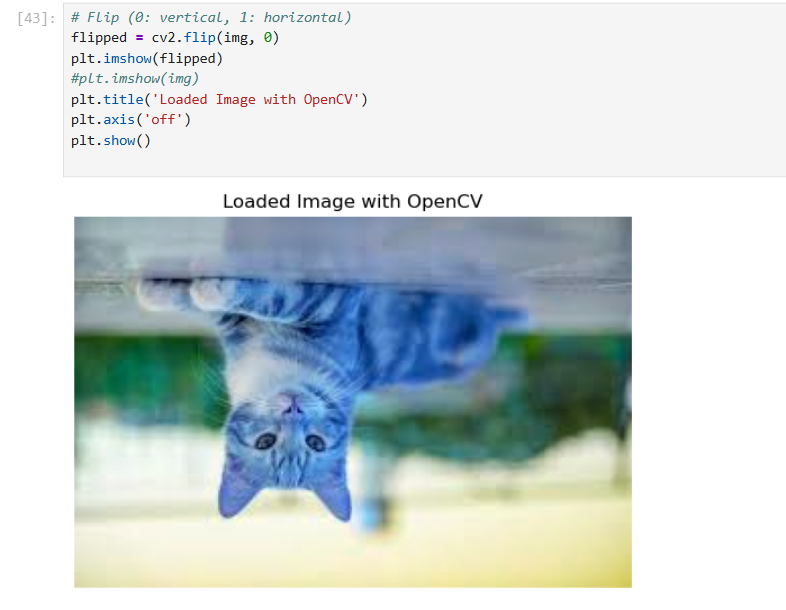 [43]:
# Flip (0: vertical, 1: horizontal)
flipped = cv2.flip(img, 0)
plt.imshow(flipped)
#plt.imshow(img)
plt.title('Loaded Image with OpenCV')
plt.axis('off')
plt.show()
Loaded Image with OpenCV